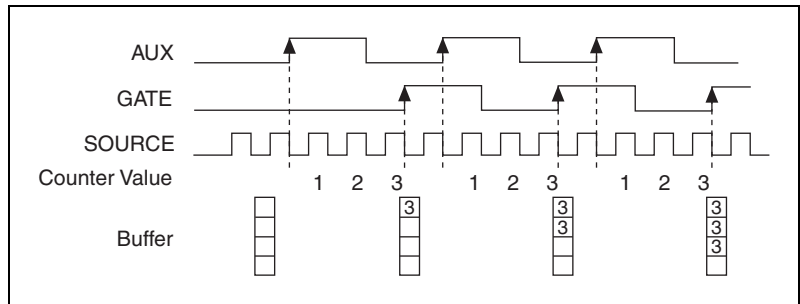 AUX
GATE
SOURCE
Counter Value 1 2 3 1 2 3 1 2 3
Buffer
3 3 3
3 3
3